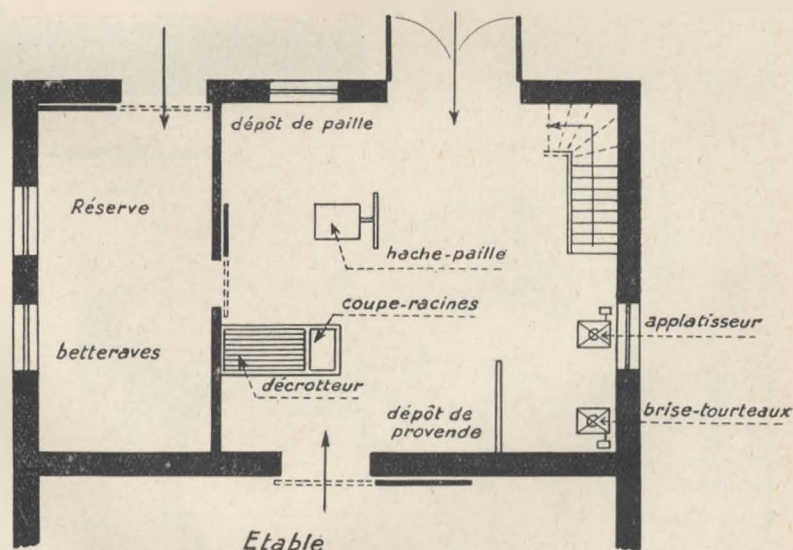 dépôt de paille
Réserve
hache-paille
coupe-racines
applatisseur
betteraves
décrotteur
dépôt de
provende
brise-tourteaux
Etable